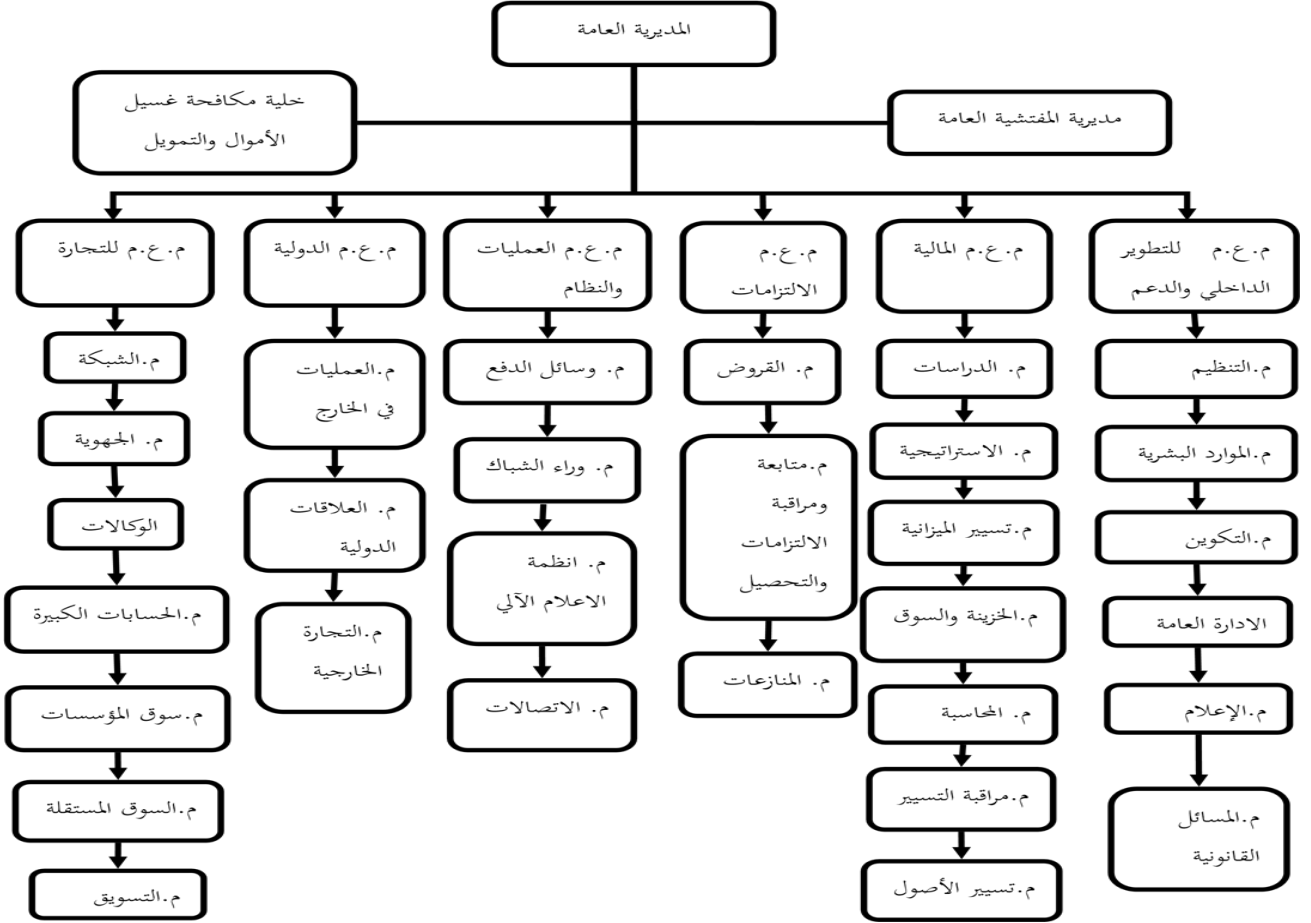 المديرية العامة
مديرية المفتشية العامة
خلية مكافحة غسيل
الأموال والتمويل
م.ع.م للتطوير
الداخلي والدعم
م.التنظيم
م.الموارد البشرية
م.التكوين
الادارة العامة
م.الإعلام
م.المسائل
القانونية
م.ع.م المالية
م. الدراسات
م. الاستراتيجية
م.تسيير الميزانية
م.الخزينة والسوق
م. المحاسبة
م.مراقبة التسيير
م.تسيير الأصول
م.ع.م
الالتزامات
م. القروض
م.متابعة
ومراقبة
الالتزامات
والتحصيل
م. المنازعات
م.ع.م العمليات
والنظام
م. وسائل الدفع
م. وراء الشباك
م. انظمة
الاعلام الآلي
م. الاتصالات
م.ع.م الدولية
م.العمليات
في الخارج
م. العلاقات
الدولية
م.التجارة
الخارجية
م.ع.م للتجارة
م.الشبكة
م. الجهوية
الوكالات
م.الحسابات الكبيرة
م.سوق المؤسسات
م.السوق المستقلة
م.التسويق